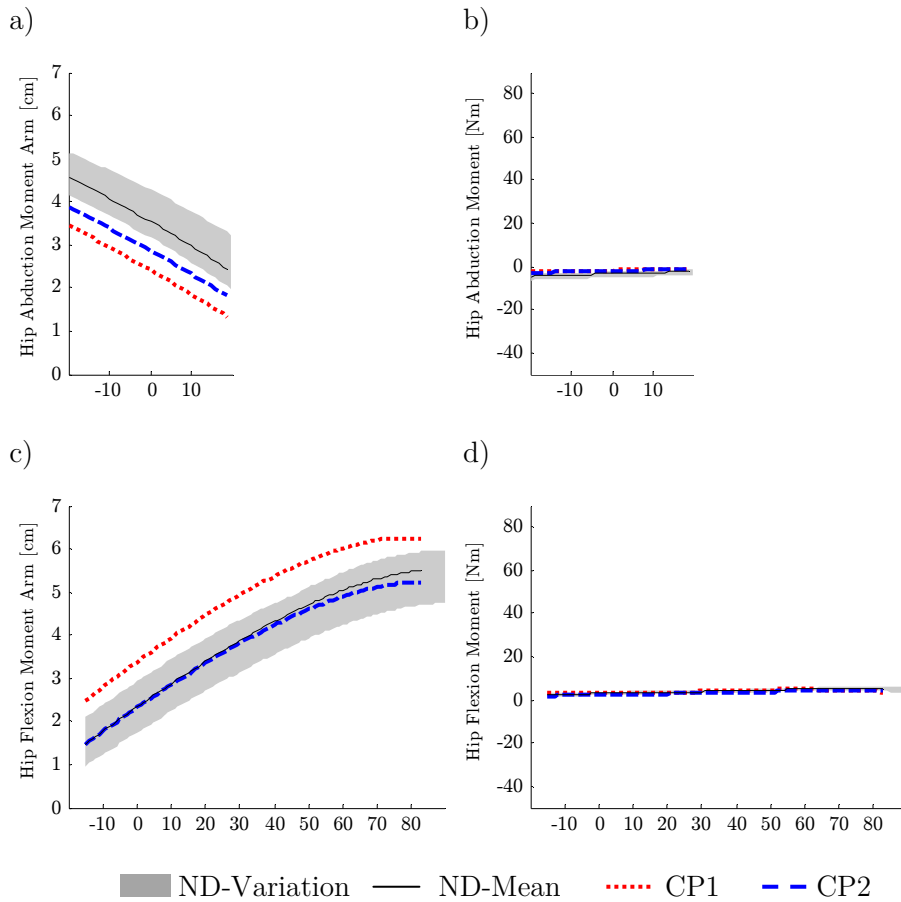 a)
b)
Hip Abduction Moment Arm [cm]
7
6
5
4
3
2
1
0
-10 0 10
Hip Abduction Moment [Nm]
80
60
40
20
0
-20
-40
-10 0 10
c)
d)
Hip Flexion Moment Arm [cm]
7
6
5
4
3
2
1
0
-10 0 10 20 30 40 50 60 70 80
Hip Flexion Moment [Nm]
80
60
40
20
0
-20
-40
-10 0 10 20 30 40 50 60 70 80
ND-Variation ND-Mean CP1 CP2